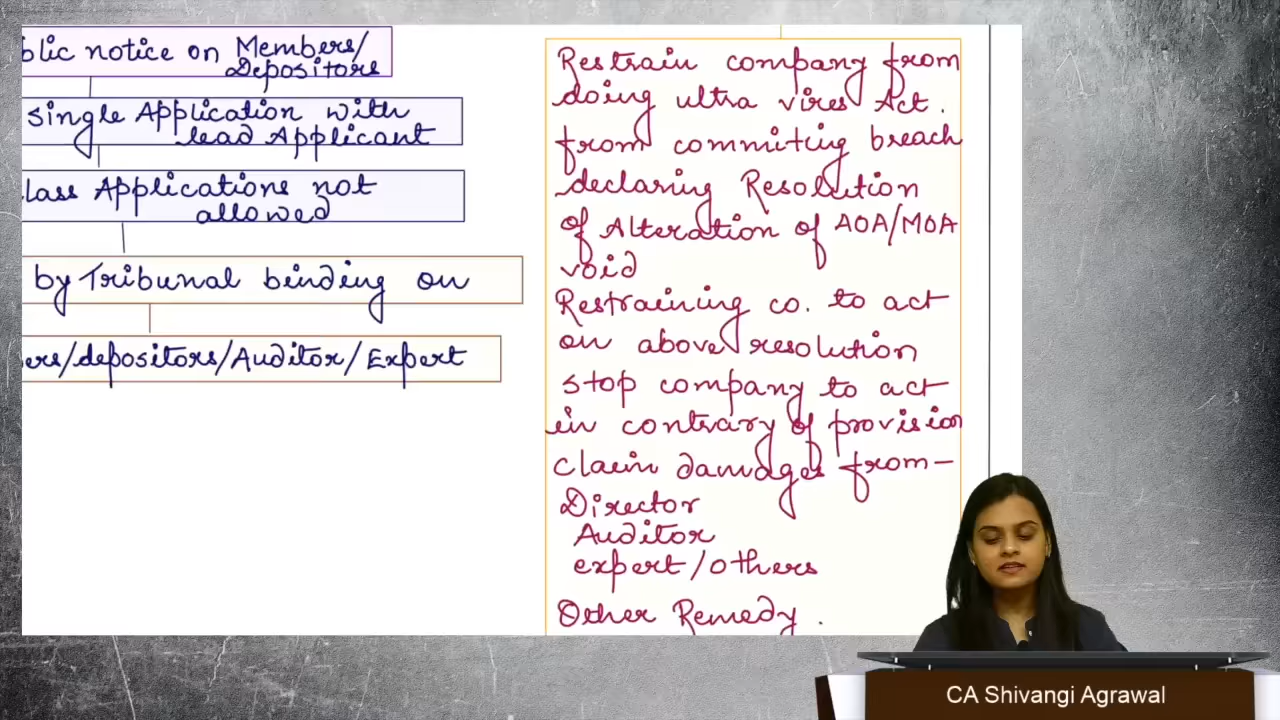 blic notice on Members/
Depositors
single Application with
lead Applicant
lass Applications not
allowed
by Tribunal binding on
ers/depositors/Auditor/Expert
Restrain company from
doing ultra vires Act.
from commiting breach
declaring Resolution
of Alteration of AOA/MOA
void
Restraining co. to act
on above resolution
stop company to act
in contrary of provision
claim damages from-
Director
Auditor
expert/others
Other Remedy.
CA Shivangi Agrawal